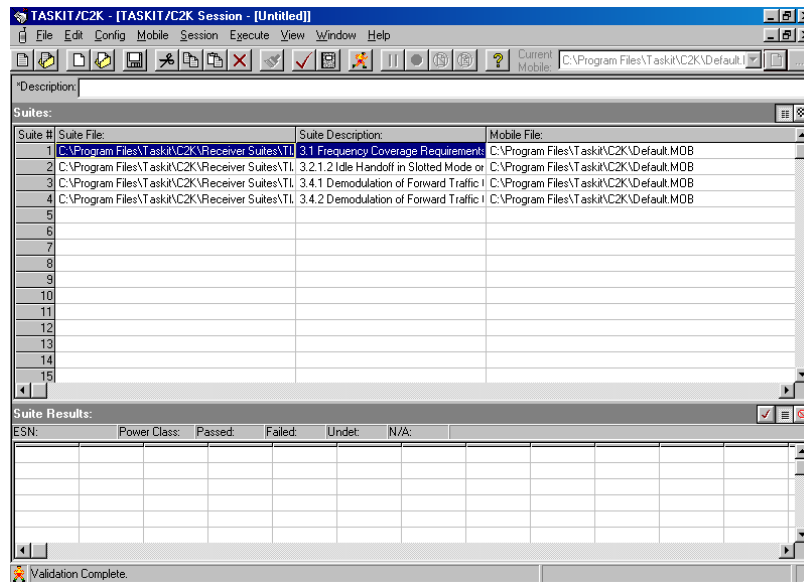 TASKIT/C2K - [TASKIT/C2K Session - [Untitled]]
File Edit Config Mobile Session Execute View Window Help
Current Mobile: C:\Program Files\Taskit\C2K\Default.
*Description:
Suites:
Suite # Suite File: Suite Description: Mobile File:
1 C:\Program Files\Taskit\C2K\Receiver Suites\TI. 3.1 Frequency Coverage Requirements C:\Program Files\Taskit\C2K\Default.MOB
2 C:\Program Files\Taskit\C2K\Receiver Suites\TI. 3.2.1.2 Idle Handoff in Slotted Mode or C:\Program Files\Taskit\C2K\Default.MOB
3 C:\Program Files\Taskit\C2K\Receiver Suites\TI. 3.4.1 Demodulation of Forward Traffic C:\Program Files\Taskit\C2K\Default.MOB
4 C:\Program Files\Taskit\C2K\Receiver Suites\TI. 3.4.2 Demodulation of Forward Traffic C:\Program Files\Taskit\C2K\Default.MOB
5
6
7
8
9
10
11
12
13
14
15
Suite Results:
ESN: Power Class: Passed: Failed: Undet: N/A:
Validation Complete.